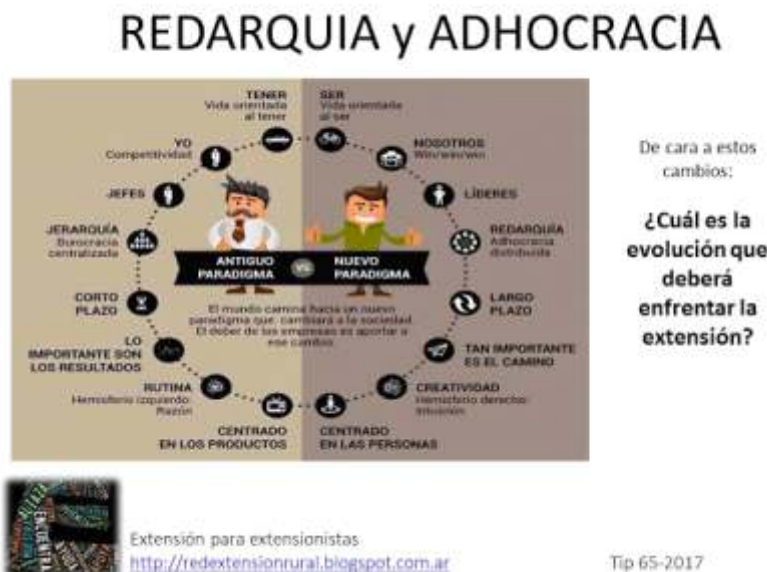 REDARQUIA y ADHOCRACIA
TENER
Vida orientada
al tener
SER
Vida orientada
al ser
YO
Competitividad
NOSOTROS
Win/win/win
JEFES
LÍDERES
JERARQUÍA
Burocracia
centralizada
REDARQUÍA
Adhocracia
distribuida
ANTIGUO
PARADIGMA
VS
NUEVO
PARADIGMA
CORTO
PLAZO
LARGO
PLAZO
El mundo camina hacia un nuevo
paradigma que cambiará a la sociedad.
El deber de las empresas es aportar a
ese cambio.
LO
IMPORTANTE SON
LOS RESULTADOS
TAN IMPORTANTE
ES EL CAMINO
RUTINA
Hemisferio izquierdo:
Razón
CREATIVIDAD
Hemisferio derecho:
Intuición
CENTRADO
EN LOS PRODUCTOS
CENTRADO
EN LAS PERSONAS
De cara a estos
cambios:
¿Cuál es la
evolución que
deberá
enfrentar la
extensión?
ENCUENTRA
Extensión para extensionistas
http://redextensionrural.blogspot.com.ar
Tip 65-2017